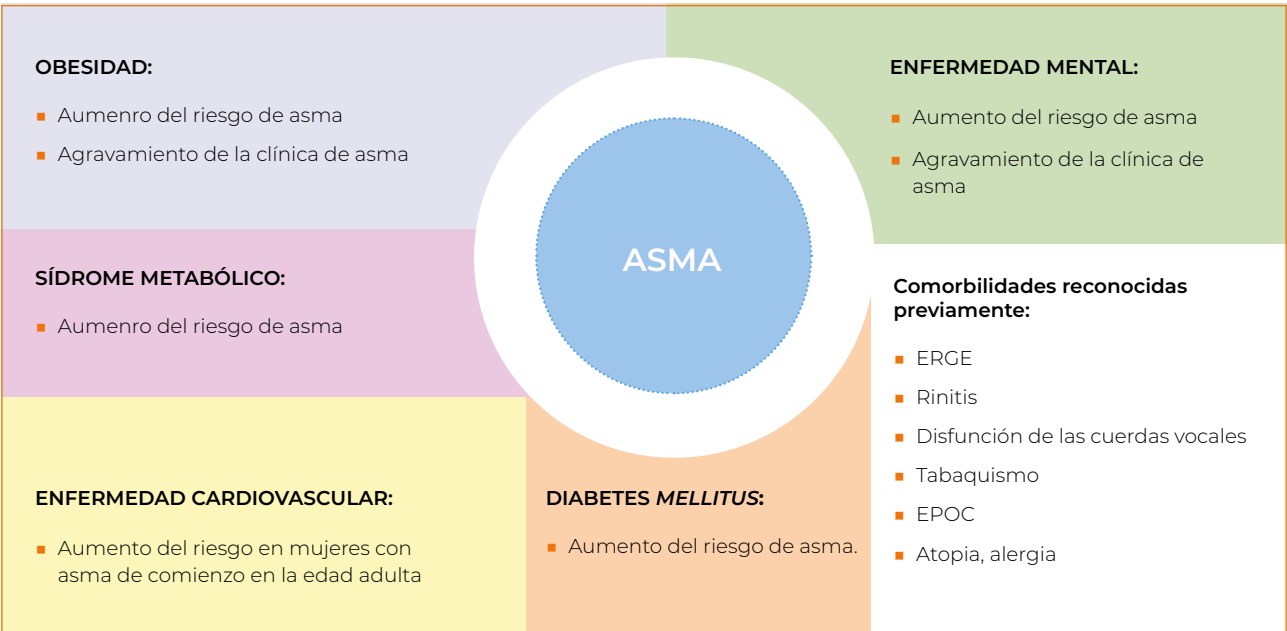 OBESIDAD:
▪ Aumenro del riesgo de asma
▪ Agravamiento de la clínica de asma
ENFERMEDAD MENTAL:
▪ Aumento del riesgo de asma
▪ Agravamiento de la clínica de
asma
ASMA
SÍDROME METABÓLICO:
▪ Aumenro del riesgo de asma
Comorbilidades reconocidas
previamente:
▪ ERGE
▪ Rinitis
▪ Disfunción de las cuerdas vocales
▪ Tabaquismo
▪ EPOC
▪ Atopia, alergia
ENFERMEDAD CARDIOVASCULAR:
▪ Aumento del riesgo en mujeres con
asma de comienzo en la edad adulta
DIABETES MELLITUS:
▪ Aumento del riesgo de asma.